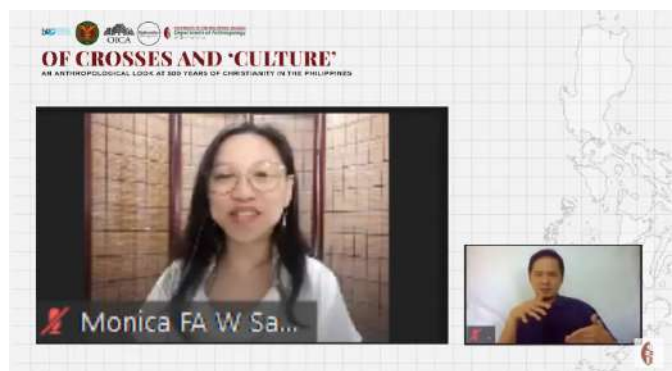 OICA
Department of Anthropology
OF CROSSES AND ‘CULTURE’
AN ANTHROPOLOGICAL LOOK AT 500 YEARS OF CHRISTIANITY IN THE PHILIPPINES
Monica FA W Sa...